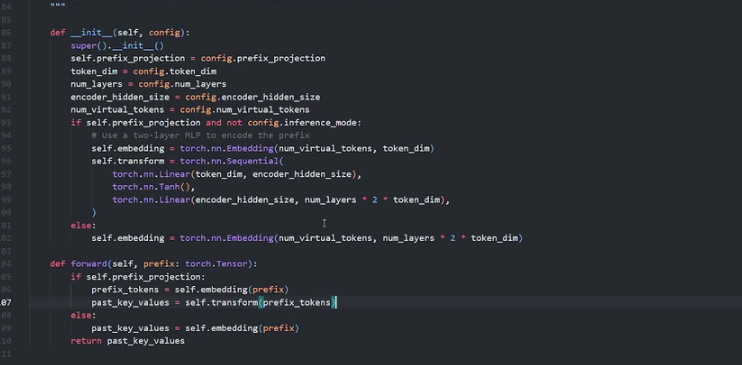 84 """
85
86 def __init__(self, config):
87 super().__init__()
88 self.prefix_projection = config.prefix_projection
89 token_dim = config.token_dim
90 num_layers = config.num_layers
91 encoder_hidden_size = config.encoder_hidden_size
92 num_virtual_tokens = config.num_virtual_tokens
93 if self.prefix_projection and not config.inference_mode:
94 # Use a two-layer MLP to encode the prefix
95 self.embedding = torch.nn.Embedding(num_virtual_tokens, token_dim)
96 self.transform = torch.nn.Sequential(
97 torch.nn.Linear(token_dim, encoder_hidden_size),
98 torch.nn.Tanh(),
99 torch.nn.Linear(encoder_hidden_size, num_layers * 2 * token_dim),
00 )
01 else:
02 self.embedding = torch.nn.Embedding(num_virtual_tokens, num_layers * 2 * token_dim)
03
04 def forward(self, prefix: torch.Tensor):
05 if self.prefix_projection:
06 prefix_tokens = self.embedding(prefix)
07 past_key_values = self.transform(prefix_tokens)
08 else:
09 past_key_values = self.embedding(prefix)
10 return past_key_values
11